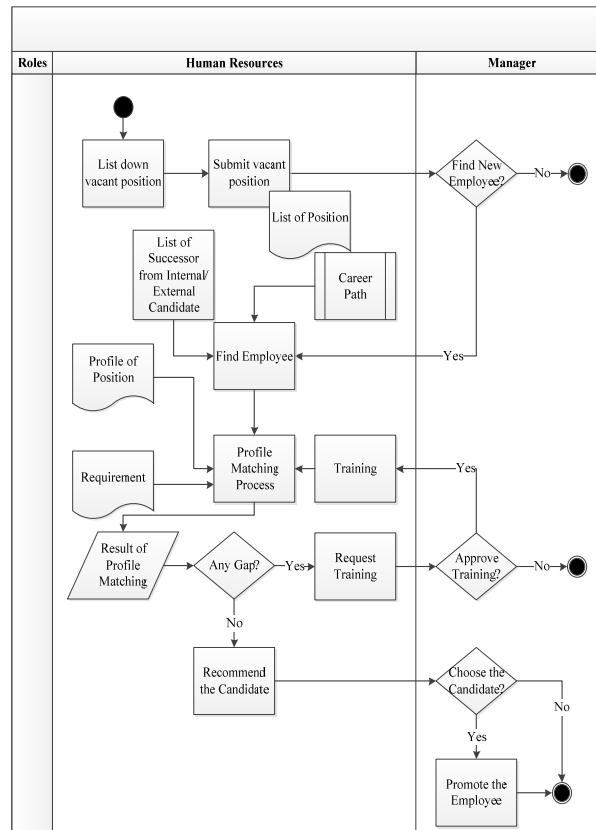 Roles
Human Resources
Manager
List down
vacant position
Submit vacant
position
Find New
Employee?
No
List of Position
List of
Successor
from Internal/
External
Candidate
Career
Path
Find Employee
Yes
Profile of
Position
Requirement
Profile
Matching
Process
Training
Yes
Result of
Profile
Matching
Any Gap?
Yes
Request
Training
Approve
Training?
No
No
Recommend
the Candidate
Choose the
Candidate?
No
Yes
Promote the
Employee